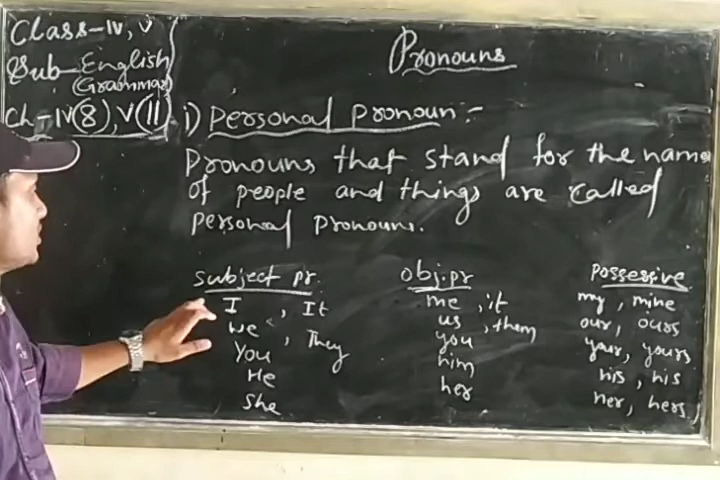 Class-IV, V
Sub-English
(Grammar)
Ch-IV(8), V(11)
Pronouns
i) Personal pronoun:-
Pronouns that stand for the name
of people and things are called
personal pronouns.
Subject pr. obj.pr Possessive
I , It me , it my, mine
We , They us , them our, ours
You you your, yours
He him his, his
She her her, hers